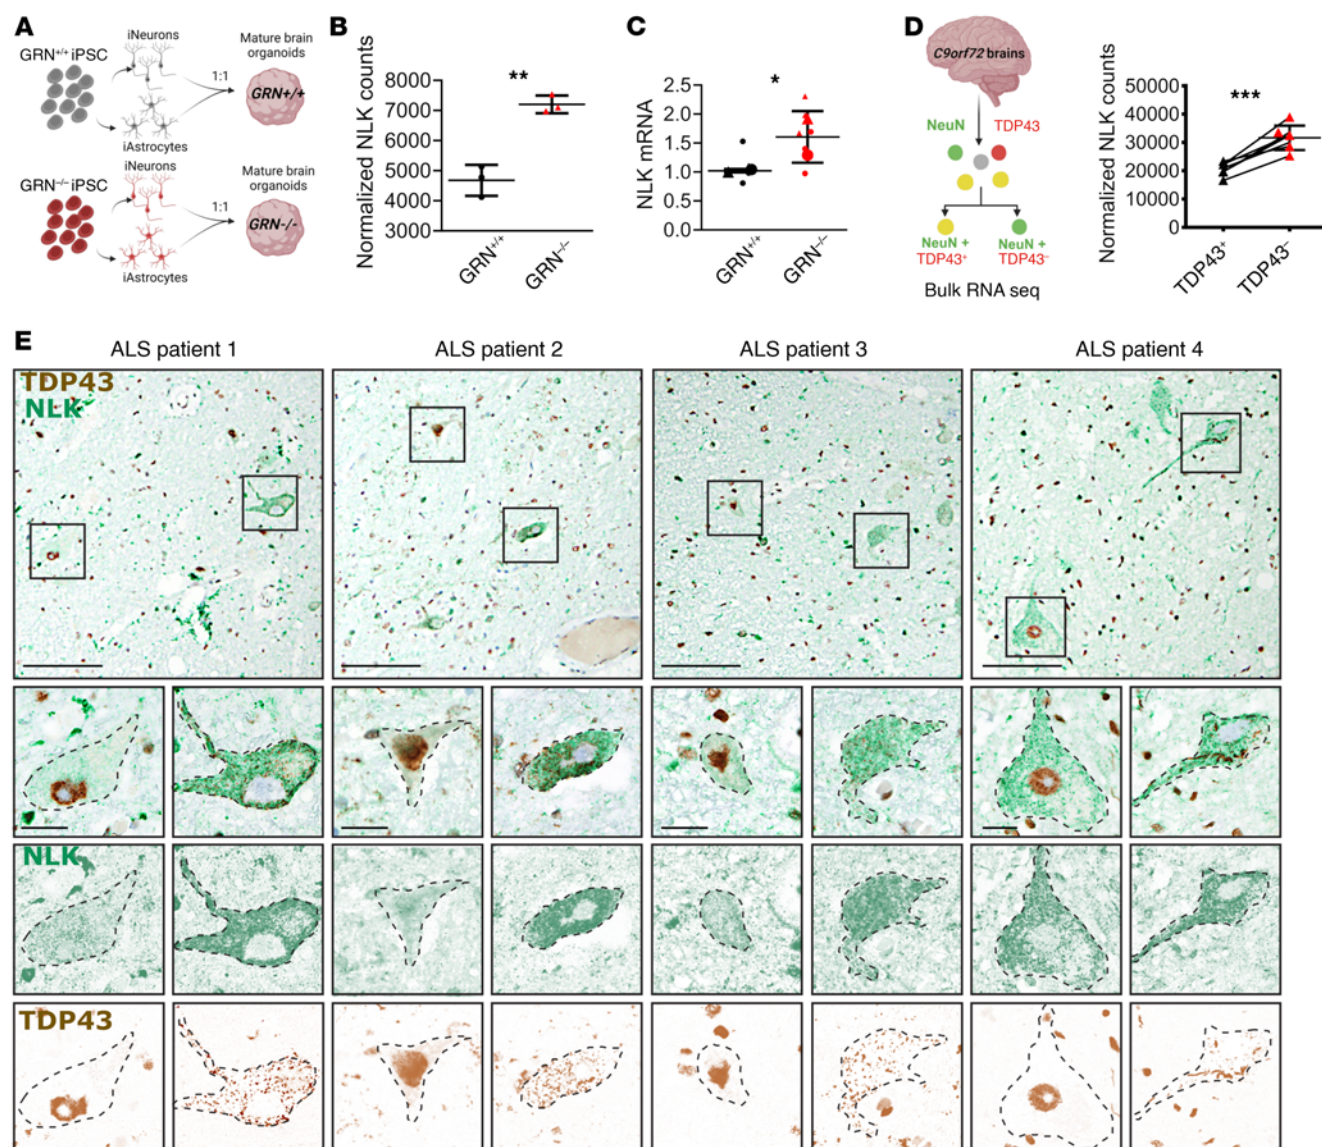 A
GRN+/+ iPSC
iNeurons
iAstrocytes
1:1
Mature brain
organoids
GRN+/+
GRN−/− iPSC
iNeurons
iAstrocytes
1:1
Mature brain
organoids
GRN-/-
B
Normalized NLK counts
8000
7000
6000
5000
4000
3000
**
GRN+/+
GRN−/−
C
NLK mRNA
2.5
2.0
1.5
1.0
0.5
0.0
*
GRN+/+
GRN−/−
D
C9orf72 brains
NeuN
TDP43
NeuN +
TDP43+
NeuN +
TDP43−
Bulk RNA seq
Normalized NLK counts
50000
40000
30000
20000
10000
0
***
TDP43+
TDP43−
E
ALS patient 1
ALS patient 2
ALS patient 3
ALS patient 4
TDP43
NLK
NLK
TDP43